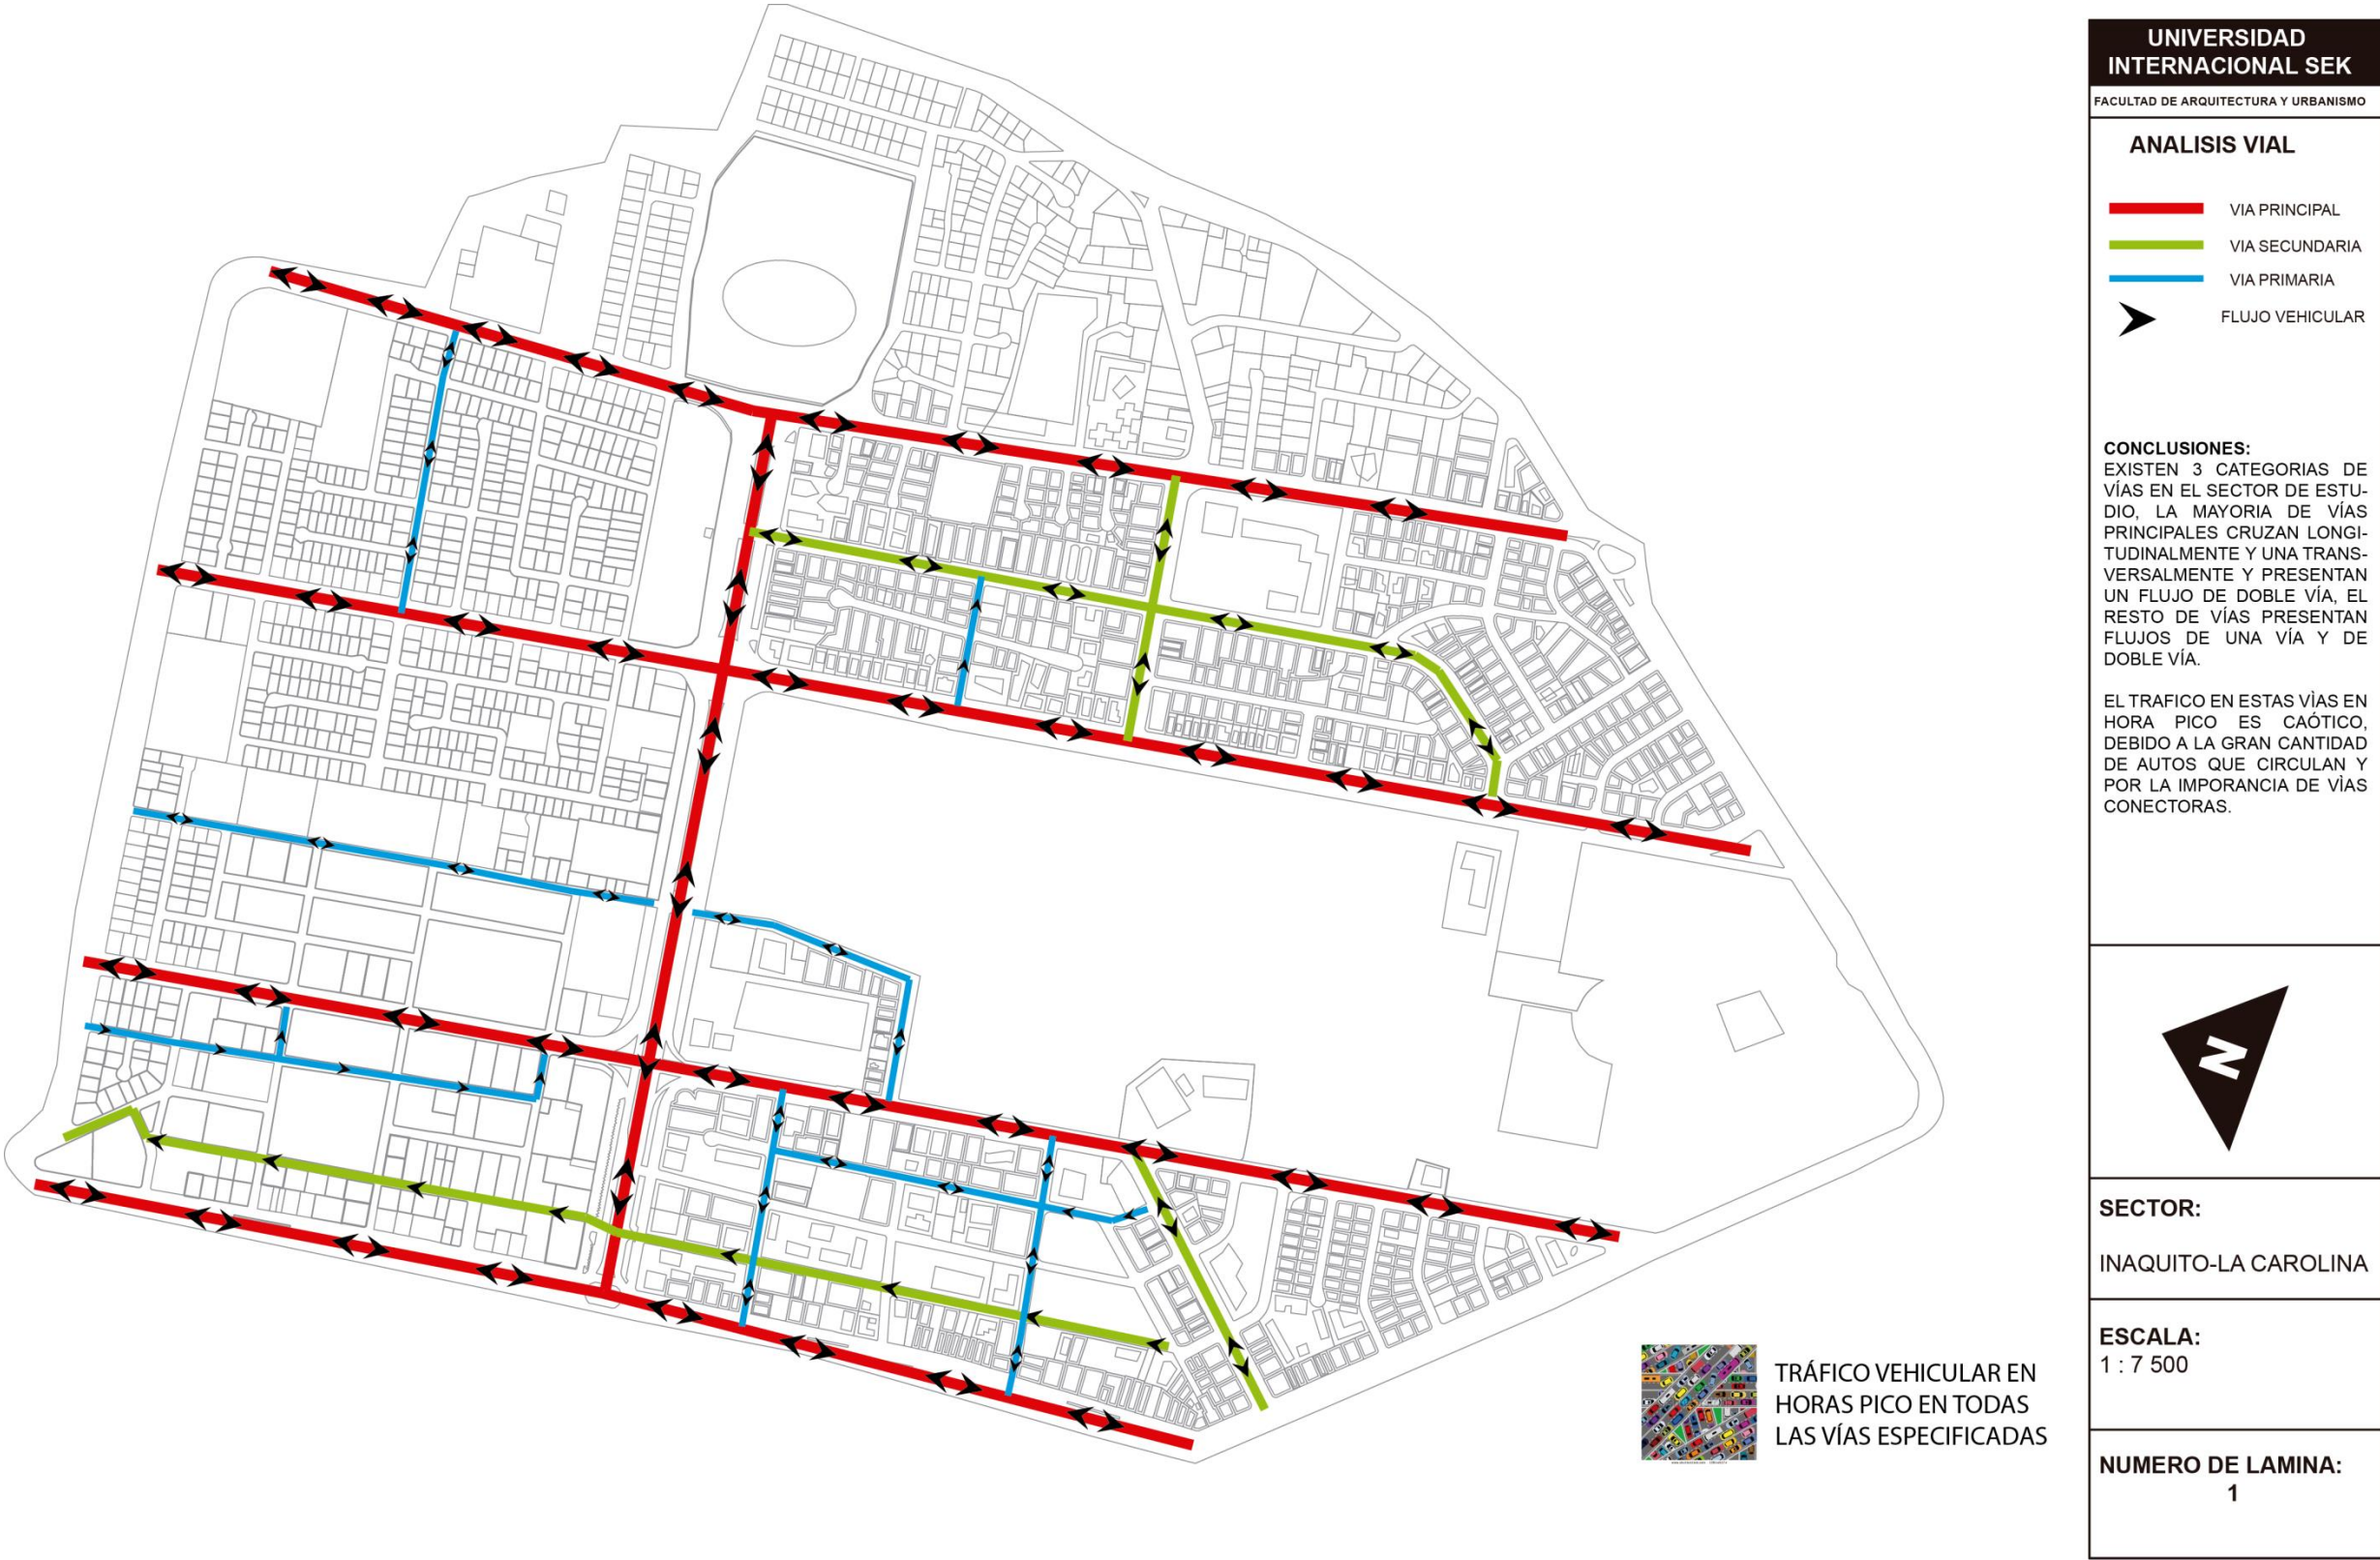 UNIVERSIDAD
INTERNACIONAL SEK
FACULTAD DE ARQUITECTURA Y URBANISMO
ANALISIS VIAL
VIA PRINCIPAL
VIA SECUNDARIA
VIA PRIMARIA
FLUJO VEHICULAR
CONCLUSIONES:
EXISTEN 3 CATEGORIAS DE
VÍAS EN EL SECTOR DE ESTU-
DIO, LA MAYORIA DE VÍAS
PRINCIPALES CRUZAN LONGI-
TUDINALMENTE Y UNA TRANS-
VERSALMENTE Y PRESENTAN
UN FLUJO DE DOBLE VÍA, EL
RESTO DE VÍAS PRESENTAN
FLUJOS DE UNA VÍA Y DE
DOBLE VÍA.
EL TRAFICO EN ESTAS VÌAS EN
HORA PICO ES CAÓTICO,
DEBIDO A LA GRAN CANTIDAD
DE AUTOS QUE CIRCULAN Y
POR LA IMPORANCIA DE VÌAS
CONECTORAS.
N
SECTOR:
INAQUITO-LA CAROLINA
ESCALA:
1 : 7 500
NUMERO DE LAMINA:
1
TRÁFICO VEHICULAR EN
HORAS PICO EN TODAS
LAS VÍAS ESPECIFICADAS